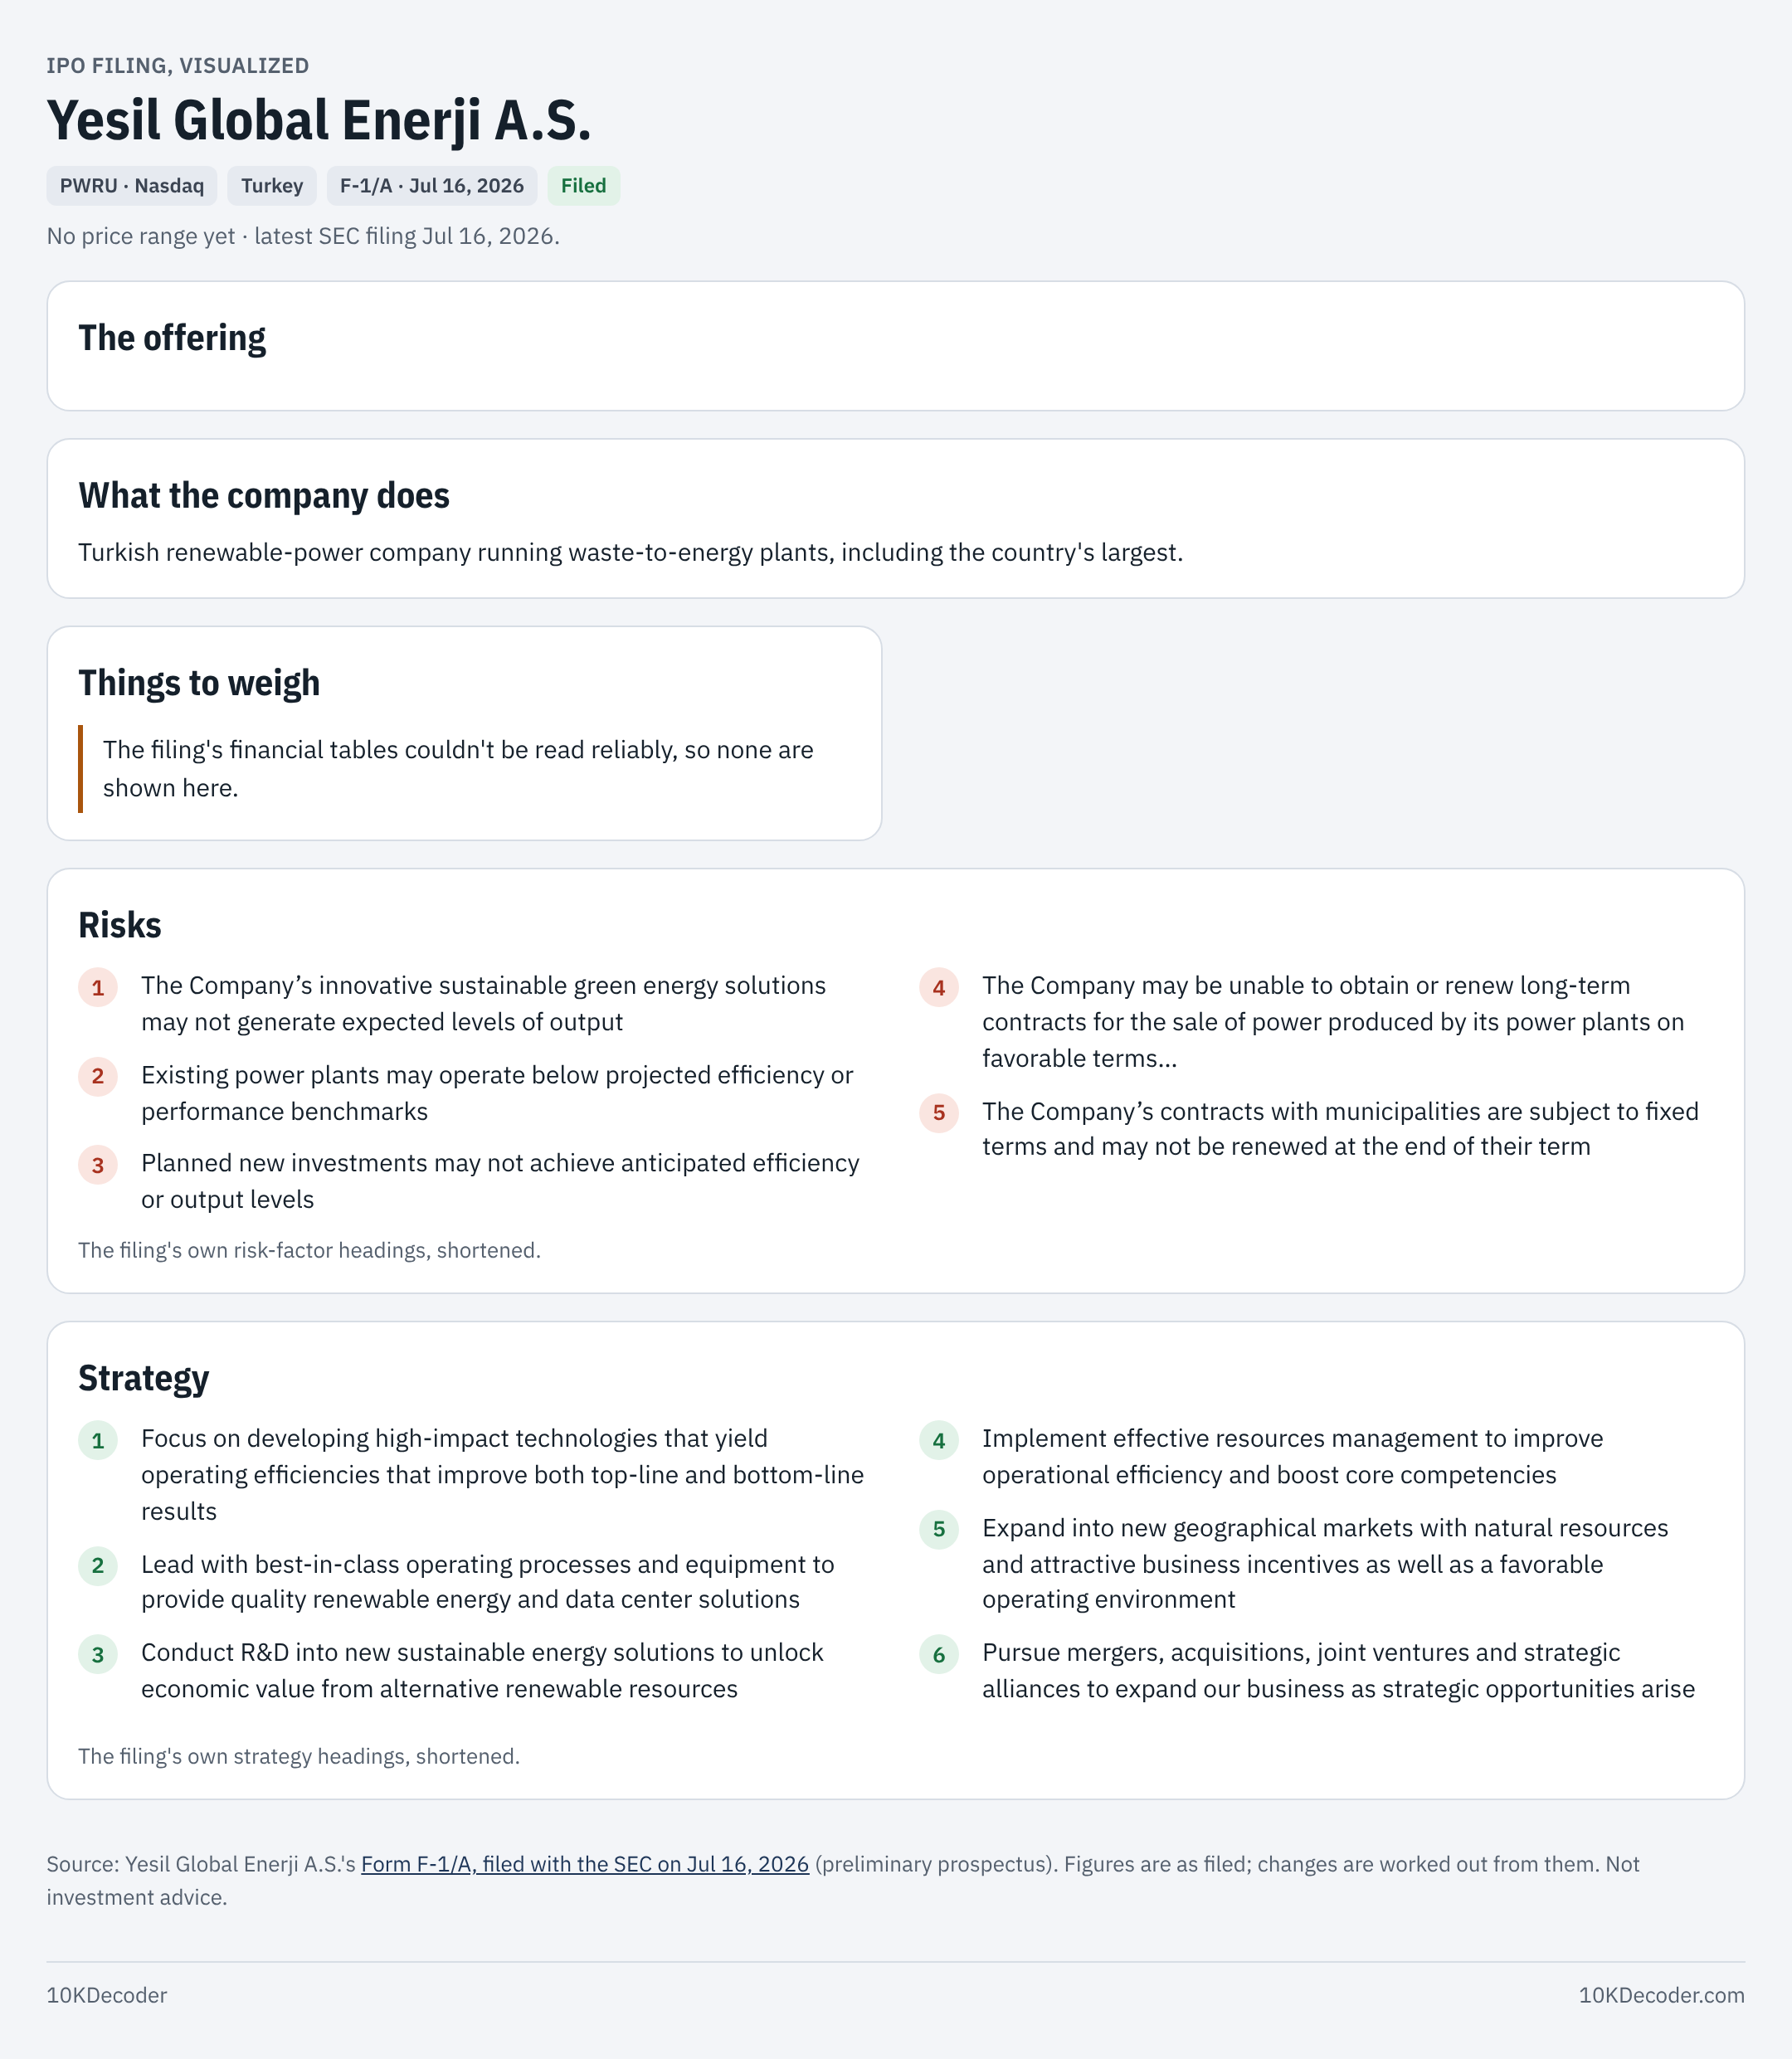 IPO FILING, VISUALIZED
Yesil Global Enerji A.S.
PWRU · Nasdaq
Turkey
F-1/A · Jul 16, 2026
Filed
No price range yet · latest SEC filing Jul 16, 2026.
The offering
What the company does
Turkish renewable-power company running waste-to-energy plants, including the country's largest.
Things to weigh
The filing's financial tables couldn't be read reliably, so none are
shown here.
Risks
1
The Company’s innovative sustainable green energy solutions
may not generate expected levels of output
2
Existing power plants may operate below projected efficiency or
performance benchmarks
3
Planned new investments may not achieve anticipated efficiency
or output levels
4
The Company may be unable to obtain or renew long-term
contracts for the sale of power produced by its power plants on
favorable terms…
5
The Company’s contracts with municipalities are subject to fixed
terms and may not be renewed at the end of their term
The filing's own risk-factor headings, shortened.
Strategy
1
Focus on developing high-impact technologies that yield
operating efficiencies that improve both top-line and bottom-line
results
2
Lead with best-in-class operating processes and equipment to
provide quality renewable energy and data center solutions
3
Conduct R&D into new sustainable energy solutions to unlock
economic value from alternative renewable resources
4
Implement effective resources management to improve
operational efficiency and boost core competencies
5
Expand into new geographical markets with natural resources
and attractive business incentives as well as a favorable
operating environment
6
Pursue mergers, acquisitions, joint ventures and strategic
alliances to expand our business as strategic opportunities arise
The filing's own strategy headings, shortened.
Source: Yesil Global Enerji A.S.'s Form F-1/A, filed with the SEC on Jul 16, 2026 (preliminary prospectus). Figures are as filed; changes are worked out from them. Not
investment advice.
10KDecoder
10KDecoder.com